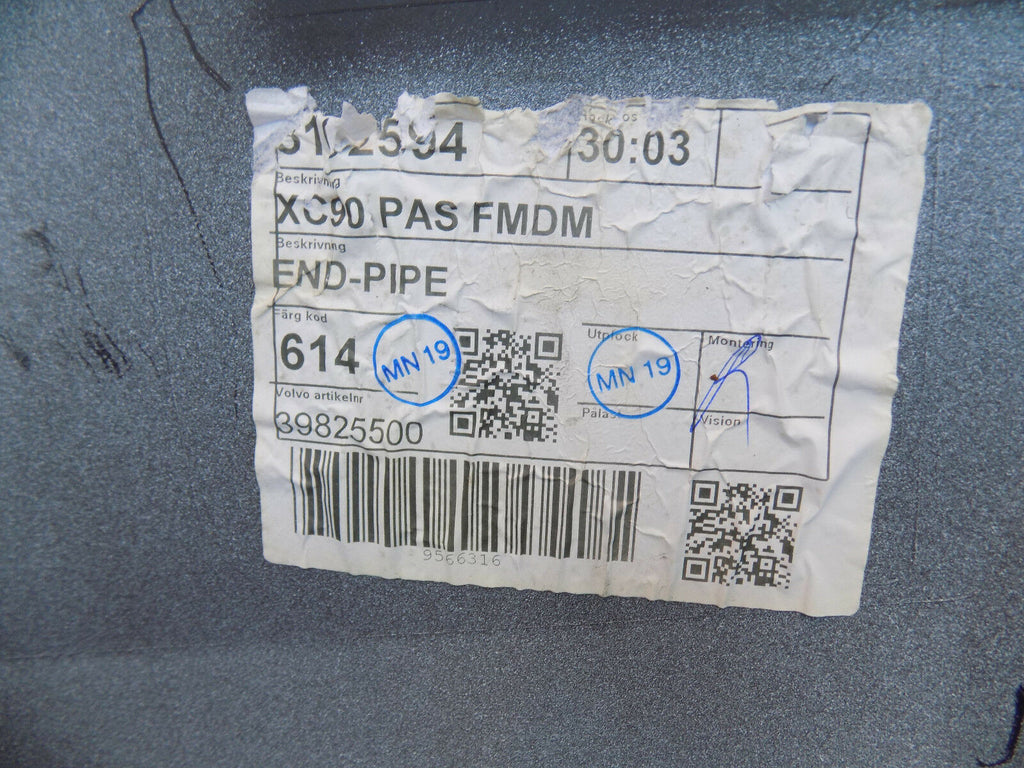 30:03
Beskrivning
XC90 PAS FMDM
Beskrivning
END-PIPE
Färg kod
614
MN 19
Utplock
MN 19
Montering
Volvo artikelnr
Vision
39825500
9566316